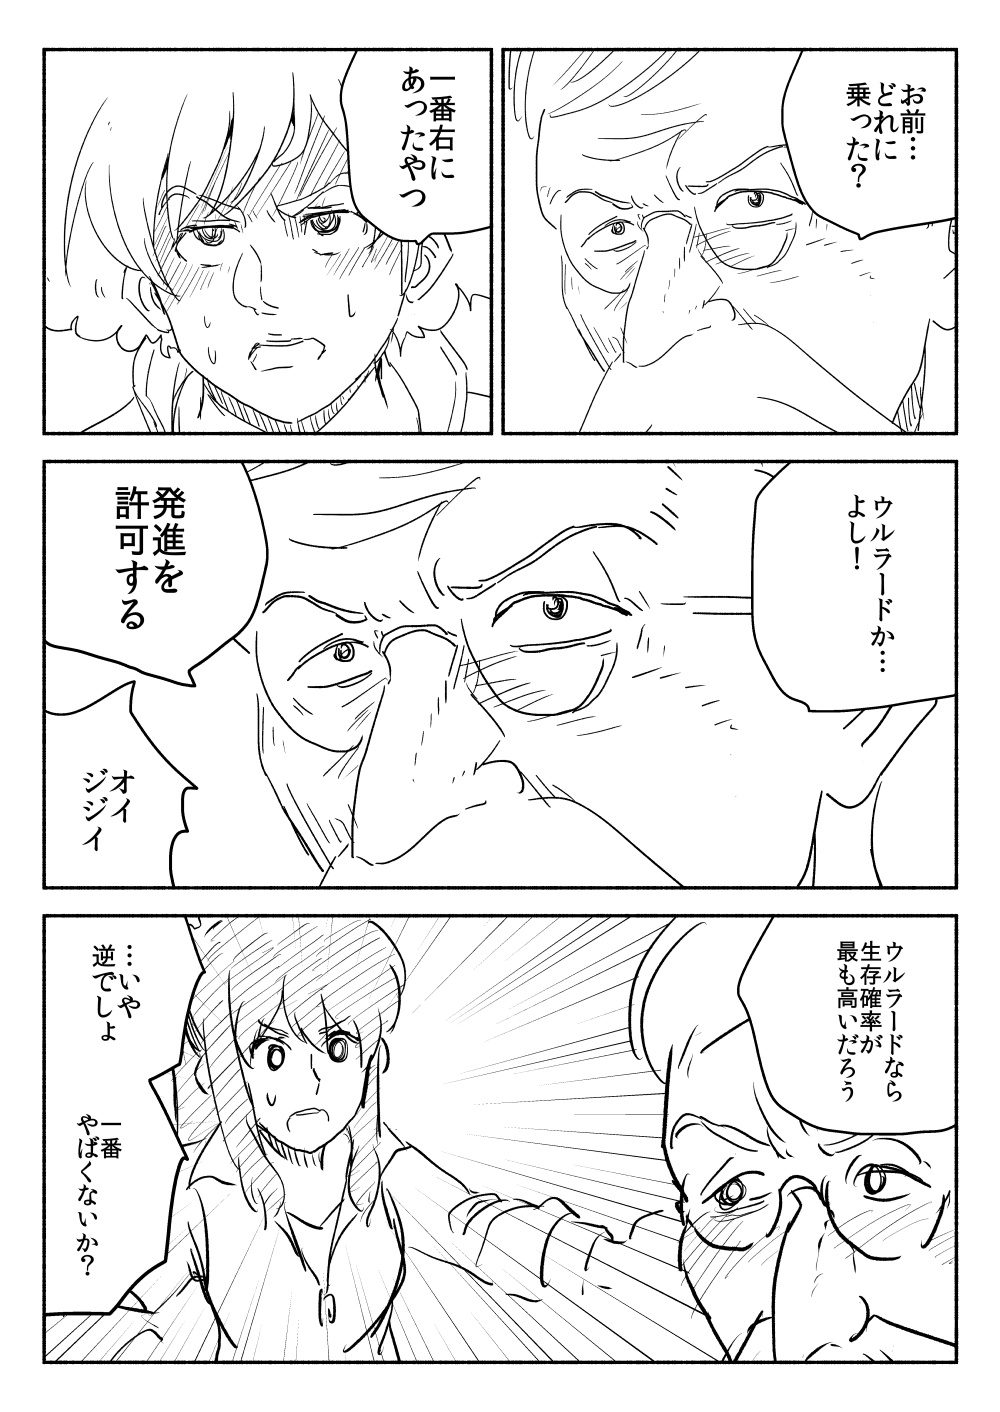 お前…
どれに
乗った？
一番右に
あったやつ
ウルラードか…
よし！
発進を
許可する
オイ
ジジイ
ウルラードなら
生存確率が
最も高いだろう
…いや
逆でしょ
一番
やばくないか？